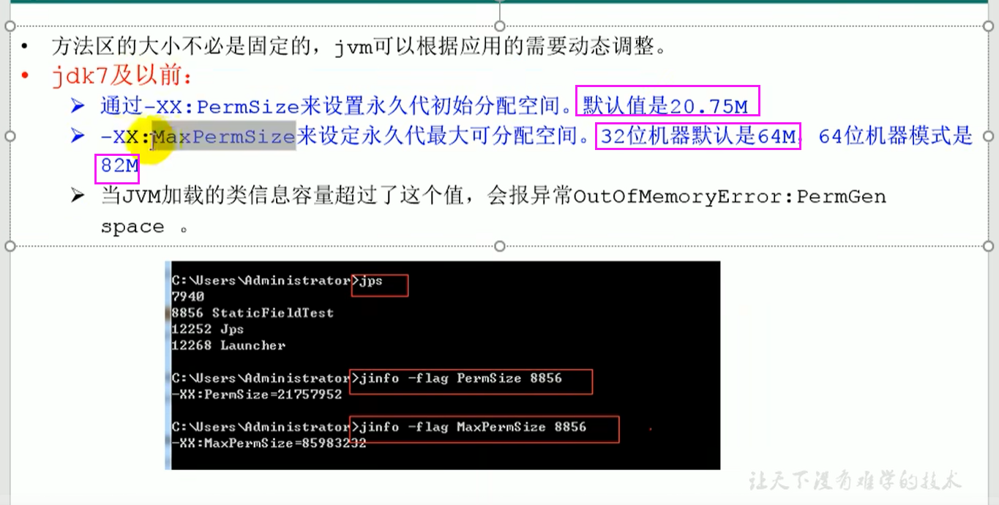 • 方法区的大小不必是固定的，jvm可以根据应用的需要动态调整。
• jdk7及以前：
➢ 通过-XX:PermSize来设置永久代初始分配空间。默认值是20.75M
➢ -XX:MaxPermSize来设定永久代最大可分配空间。32位机器默认是64M，64位机器模式是
82M
➢ 当JVM加载的类信息容量超过了这个值，会报异常OutOfMemoryError:PermGen
space 。
C:\Users\Administrator>jps
7940
8856 StaticFieldTest
12252 Jps
12268 Launcher
C:\Users\Administrator>jinfo -flag PermSize 8856
-XX:PermSize=21757952
C:\Users\Administrator>jinfo -flag MaxPermSize 8856
-XX:MaxPermSize=85983232
让天下没有难学的技术